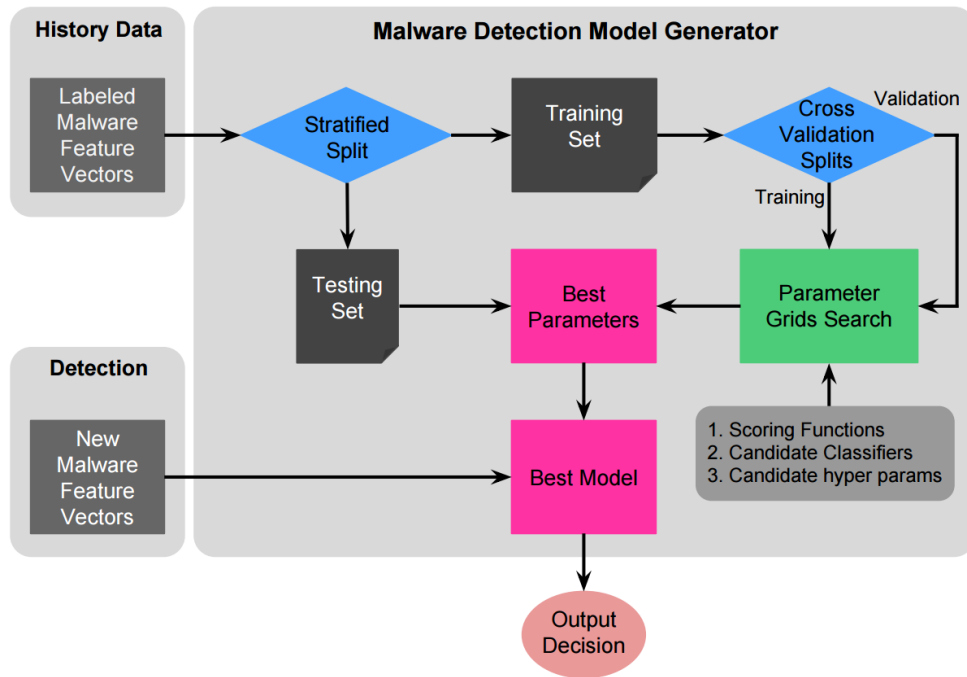 History Data
Labeled
Malware
Feature
Vectors
Malware Detection Model Generator
Stratified
Split
Training
Set
Cross
Validation
Splits
Validation
Training
Testing
Set
Best
Parameters
Parameter
Grids Search
Detection
New
Malware
Feature
Vectors
Best Model
1. Scoring Functions
2. Candidate Classifiers
3. Candidate hyper params
Output
Decision